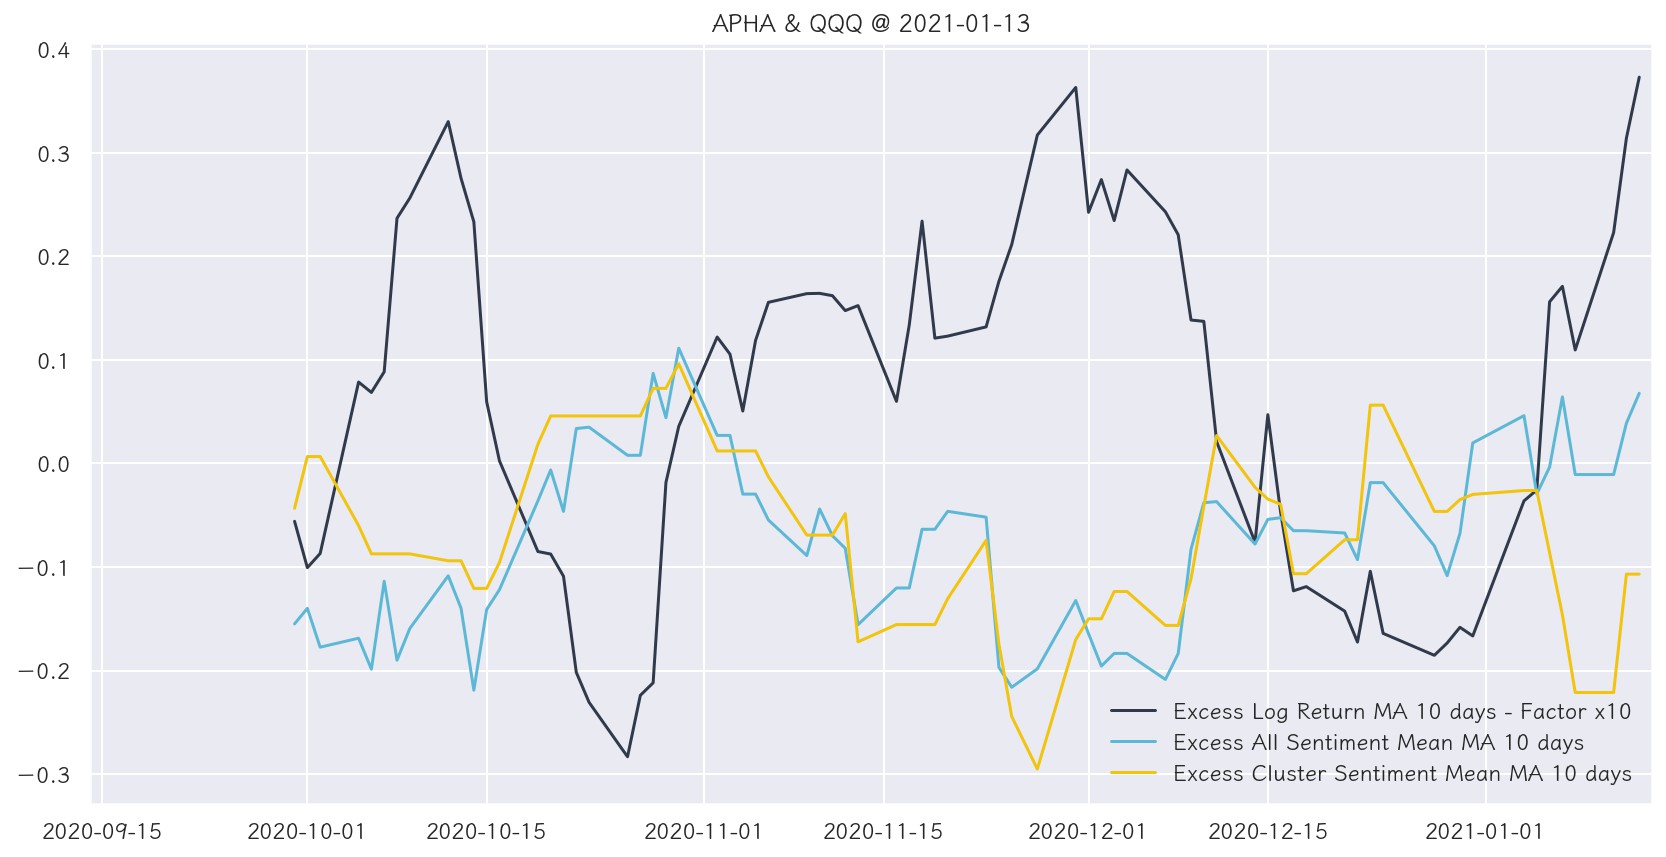 APHA & QQQ @ 2021-01-13
0.4
0.3
0.2
0.1
0.0
−0.1
−0.2
−0.3
Excess Log Return MA 10 days - Factor x10
Excess All Sentiment Mean MA 10 days
Excess Cluster Sentiment Mean MA 10 days
2020-09-15 2020-10-01 2020-10-15 2020-11-01 2020-11-15 2020-12-01 2020-12-15 2021-01-01